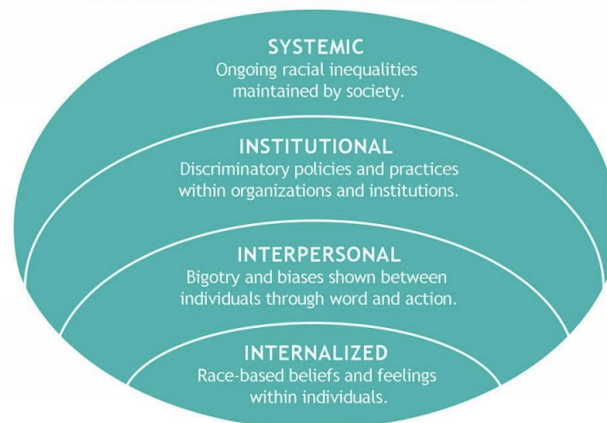 SYSTEMIC
Ongoing racial inequalities
maintained by society.
INSTITUTIONAL
Discriminatory policies and practices
within organizations and institutions.
INTERPERSONAL
Bigotry and biases shown between
individuals through word and action.
INTERNALIZED
Race-based beliefs and feelings
within individuals.